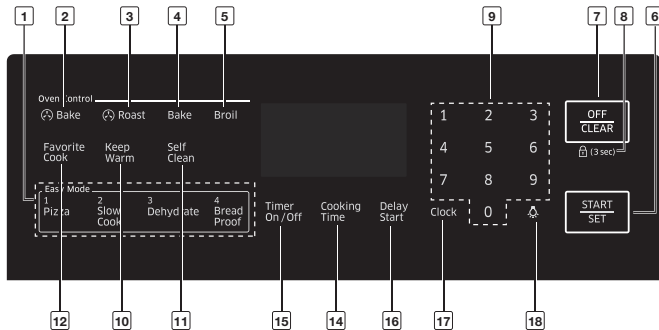 1 2 3 4 5 9 7 8 6
Oven Control
Bake Roast Bake Broil
Favorite Cook
Keep Warm
Self Clean
Easy Mode
1 Pizza
2 Slow Cook
3 Dehydrate
4 Bread Proof
Timer On/Off
Cooking Time
Delay Start
1 2 3
4 5 6
7 8 9
Clock 0
OFF
CLEAR
(3 sec)
START
SET
12 10 11 15 14 16 17 18